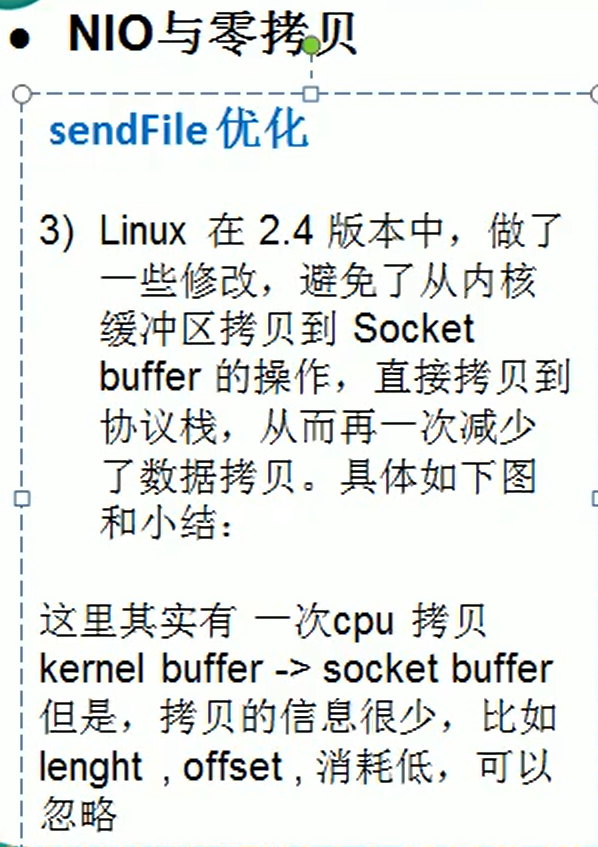 • NIO与零拷贝
sendFile 优化
3) Linux 在 2.4 版本中，做了
一些修改，避免了从内核
缓冲区拷贝到 Socket
buffer 的操作，直接拷贝到
协议栈，从而再一次减少
了数据拷贝。具体如下图
和小结：
这里其实有 一次cpu 拷贝
kernel buffer -> socket buffer
但是，拷贝的信息很少，比如
lenght , offset , 消耗低，可以
忽略